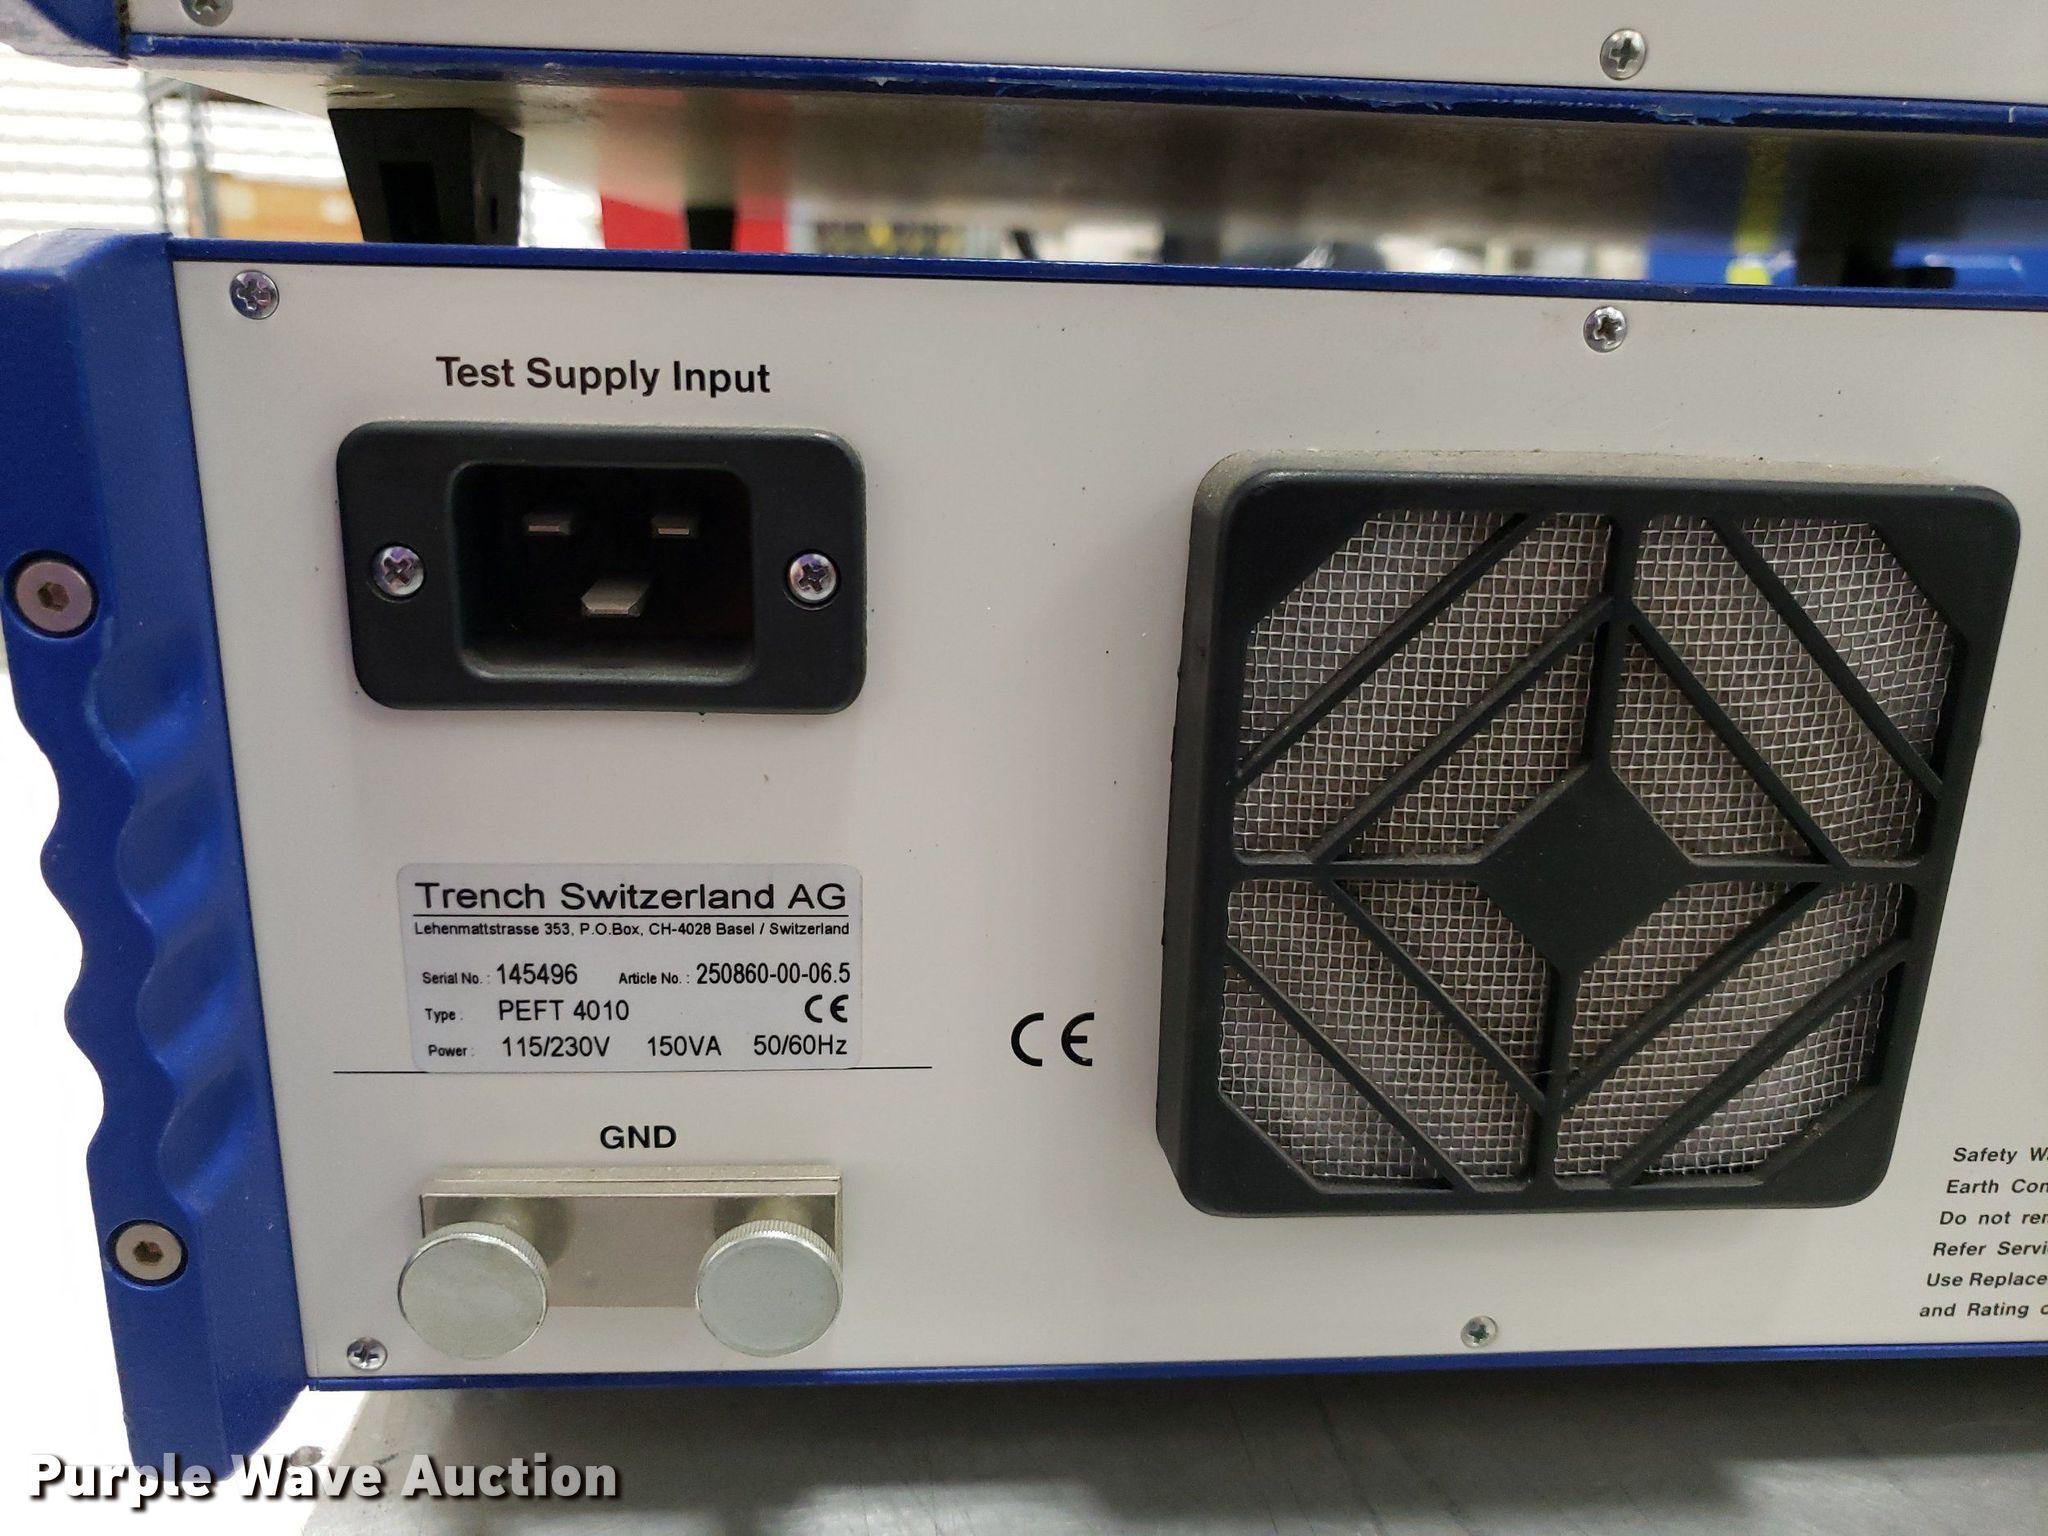 Test Supply Input
Trench Switzerland AG
Lehenmattstrasse 353, P.O.Box, CH-4028 Basel / Switzerland
Serial No. : 145496 Article No. : 250860-00-06.5
Type : PEFT 4010 CE
Power : 115/230V 150VA 50/60Hz
CE
GND
Safety
Earth
Do not
Refer
Use
and Rating
Purple Wave Auction